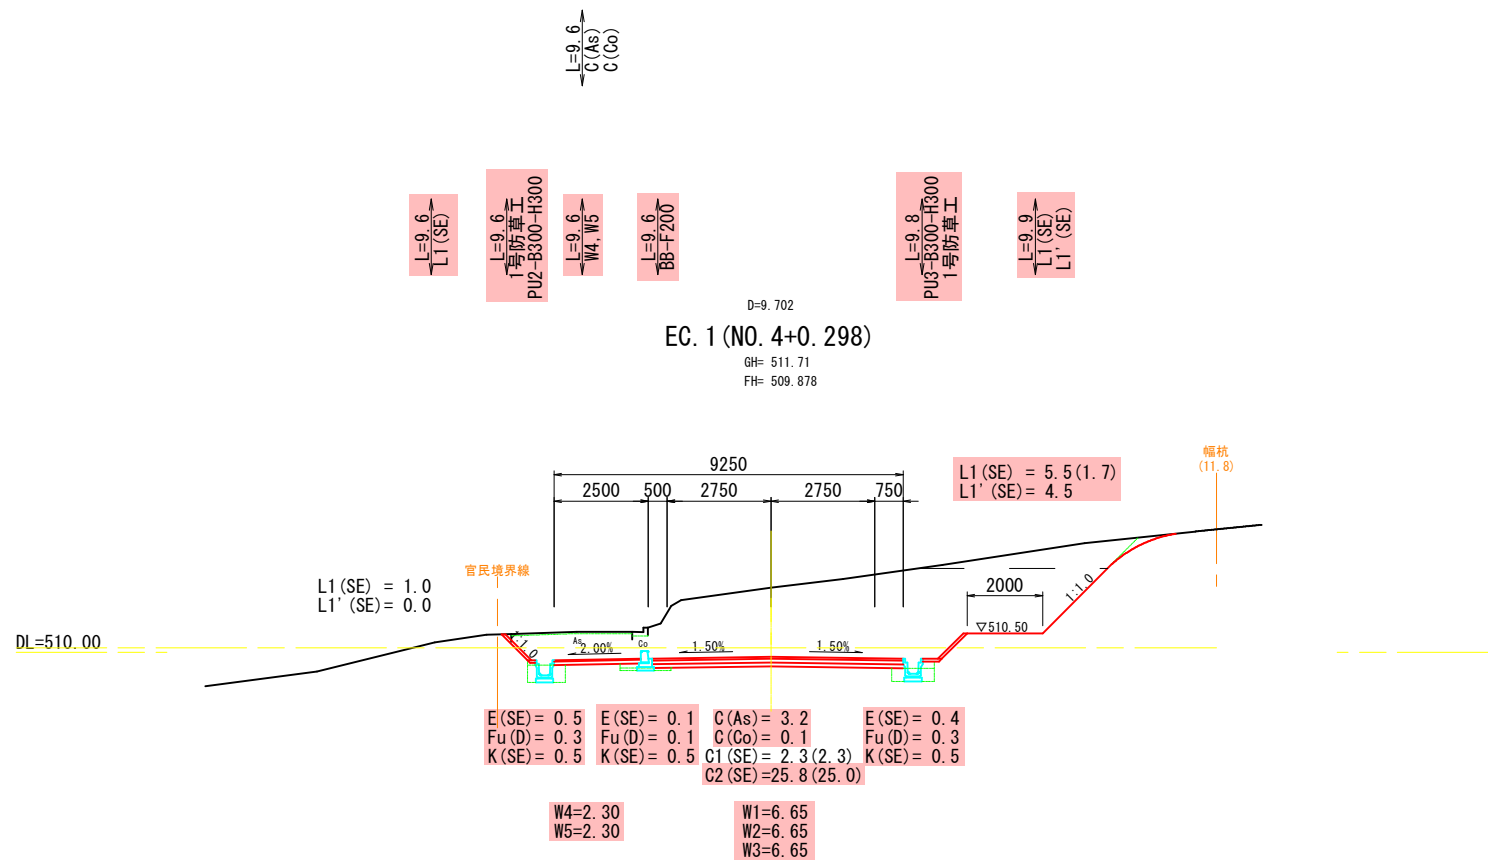 L=9.6
C(As)
C(Co)
L=9.6
L1(SE)
L=9.6
1号防草工
PU2-B300-H300
L=9.6
W4,W5
L=9.6
BB-F200
L=9.8
PU3-B300-H300
1号防草工
L=9.9
L1(SE)
L1'(SE)
D=9.702
EC.1(NO.4+0.298)
GH= 511.71
FH= 509.878
幅杭
(11.8)
9250
2500 500 2750 2750 750
L1(SE) = 5.5(1.7)
L1'(SE)= 4.5
官民境界線
L1(SE) = 1.0
L1'(SE)= 0.0
2000
1:1.0
▽510.50
DL=510.00
1:1.0
As
2.00%
Co
1.50%
1.50%
E(SE)= 0.5
Fu(D)= 0.3
K(SE)= 0.5
E(SE)= 0.1
Fu(D)= 0.1
K(SE)= 0.5
C(As)= 3.2
C(Co)= 0.1
C1(SE)= 2.3(2.3)
C2(SE)=25.8(25.0)
E(SE)= 0.4
Fu(D)= 0.3
K(SE)= 0.5
W4=2.30
W5=2.30
W1=6.65
W2=6.65
W3=6.65